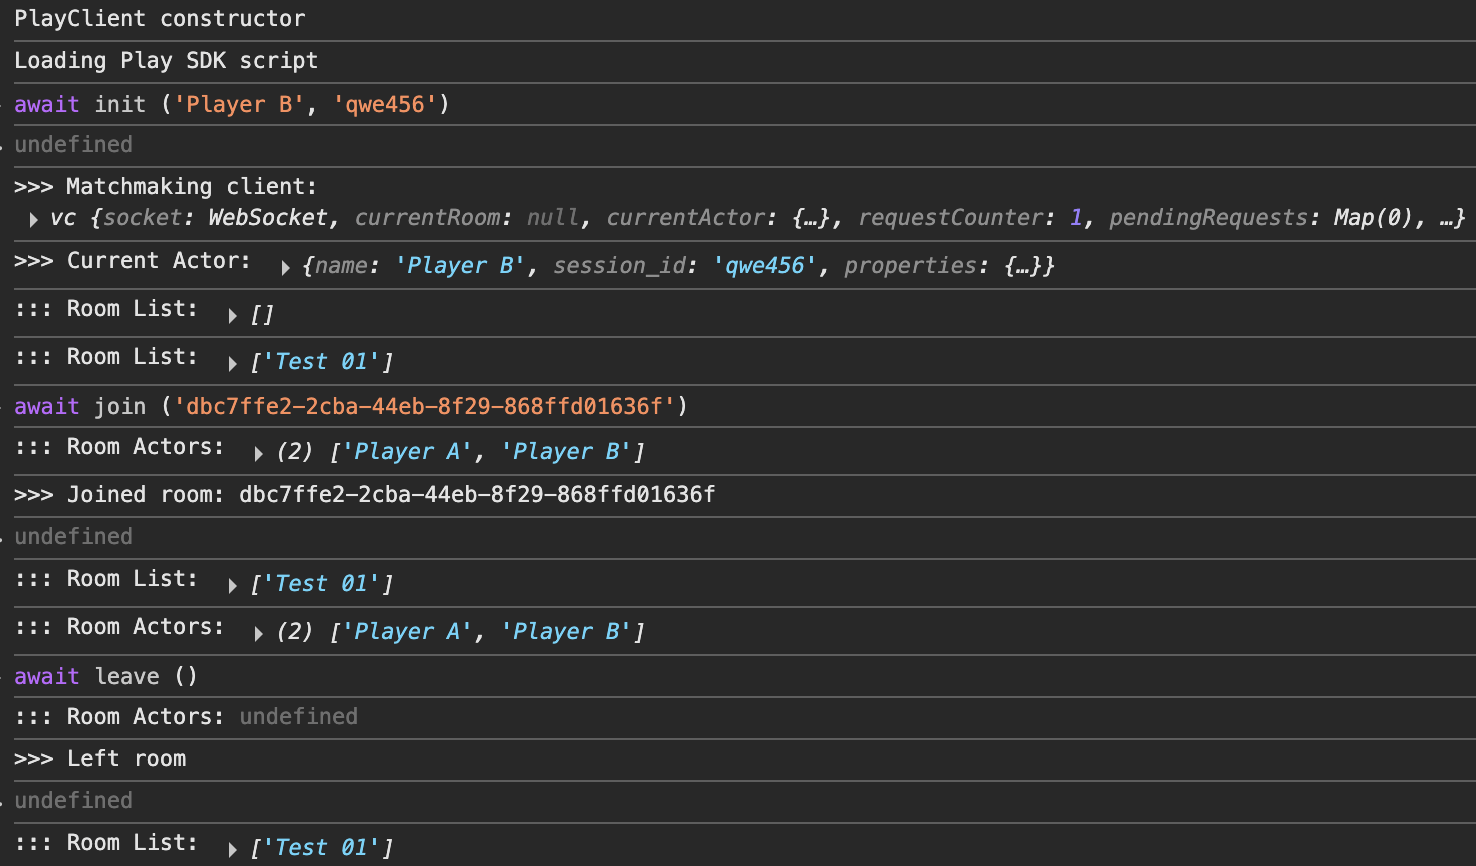 PlayClient constructor
Loading Play SDK script
await init ('Player B', 'qwe456')
undefined
>>> Matchmaking client:
▶ vc {socket: WebSocket, currentRoom: null, currentActor: {…}, requestCounter: 1, pendingRequests: Map(0), …}
>>> Current Actor: ▶ {name: 'Player B', session_id: 'qwe456', properties: {…}}
::: Room List: ▶ []
::: Room List: ▶ ['Test 01']
await join ('dbc7ffe2-2cba-44eb-8f29-868ffd01636f')
::: Room Actors: ▶ (2) ['Player A', 'Player B']
>>> Joined room: dbc7ffe2-2cba-44eb-8f29-868ffd01636f
undefined
::: Room List: ▶ ['Test 01']
::: Room Actors: ▶ (2) ['Player A', 'Player B']
await leave ()
::: Room Actors: undefined
>>> Left room
undefined
::: Room List: ▶ ['Test 01']